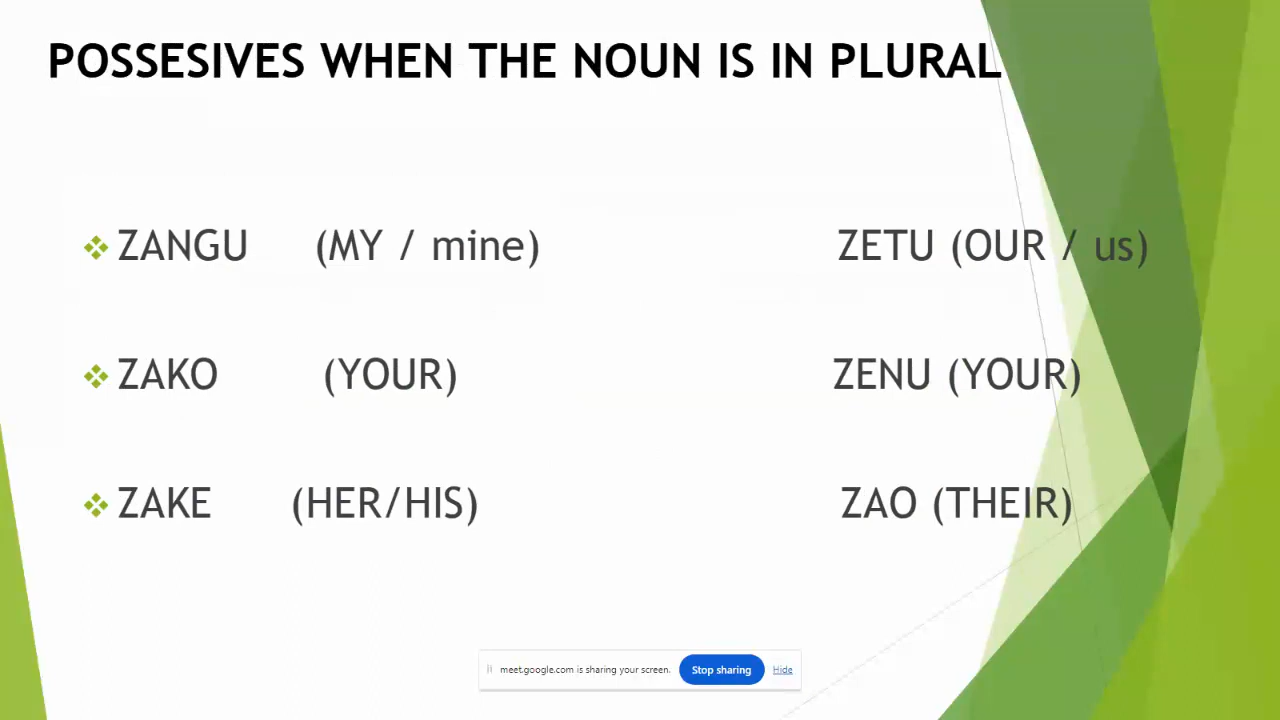 POSSESIVES WHEN THE NOUN IS IN PLURAL
ZANGU (MY / mine) ZETU (OUR / us)
ZAKO (YOUR) ZENU (YOUR)
ZAKE (HER/HIS) ZAO (THEIR)
meet.google.com is sharing your screen. Stop sharing Hide